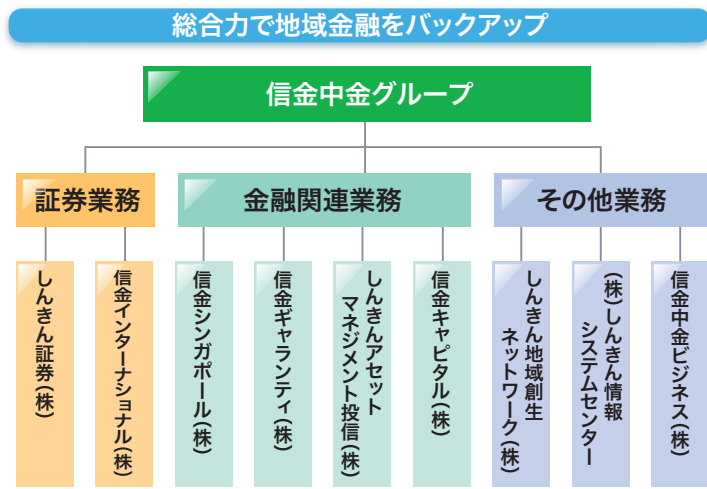 総合力で地域金融をバックアップ
信金中金グループ
証券業務
金融関連業務
その他業務
しんきん証券(株)
信金インターナショナル(株)
信金シンガポール(株)
信金ギャランティ(株)
しんきんアセット
マネジメント投信(株)
信金キャピタル(株)
しんきん地域創生
ネットワーク(株)
(株)しんきん情報
システムセンター
信金中金ビジネス(株)